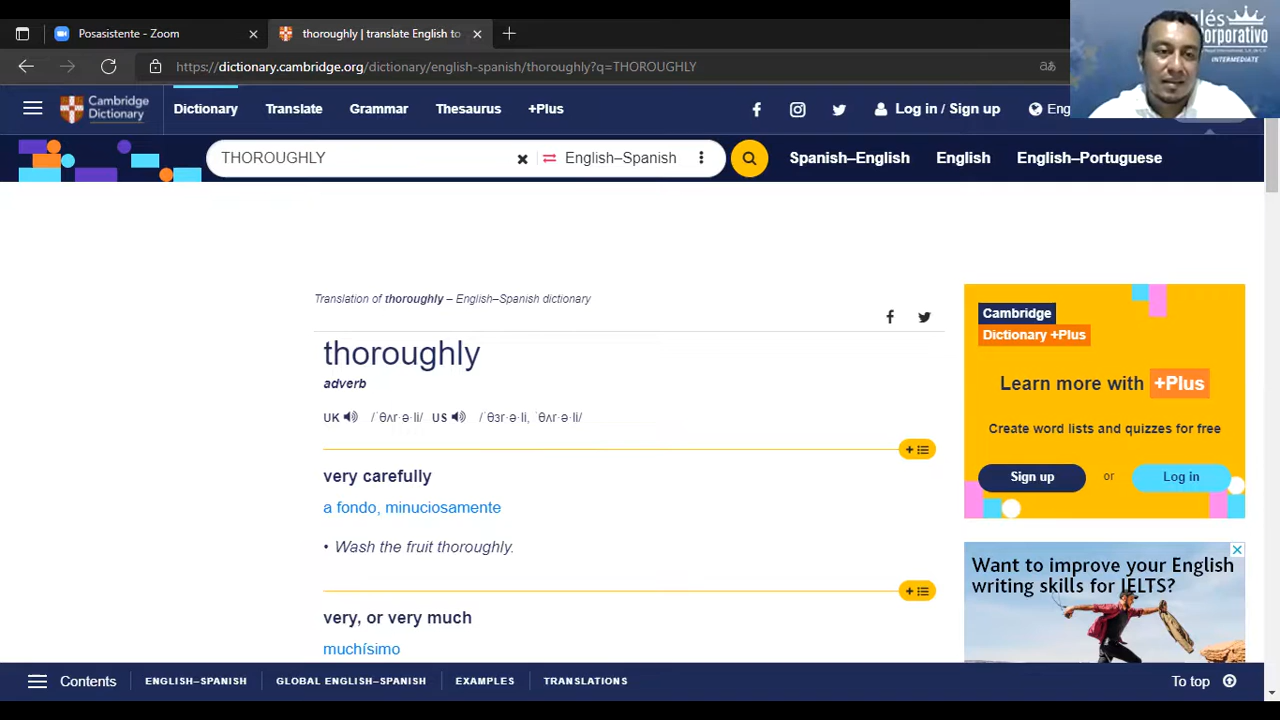 Posasistente - Zoom
thoroughly | translate English to
https://dictionary.cambridge.org/dictionary/english-spanish/thoroughly?q=THOROUGHLY
INTERMEDIATE
Cambridge
Dictionary
Dictionary
Translate
Grammar
Thesaurus
+Plus
Log in / Sign up
THOROUGHLY
English–Spanish
Spanish–English
English
English–Portuguese
Translation of thoroughly – English–Spanish dictionary
thoroughly
adverb
UK /ˈθʌr·ə·li/ US /ˈθɜr·ə·li, ˈθʌr·ə·li/
very carefully
a fondo, minuciosamente
• Wash the fruit thoroughly.
very, or very much
muchísimo
Cambridge
Dictionary +Plus
Learn more with +Plus
Create word lists and quizzes for free
Sign up or Log in
Want to improve your English
writing skills for IELTS?
Contents
ENGLISH–SPANISH
GLOBAL ENGLISH–SPANISH
EXAMPLES
TRANSLATIONS
To top